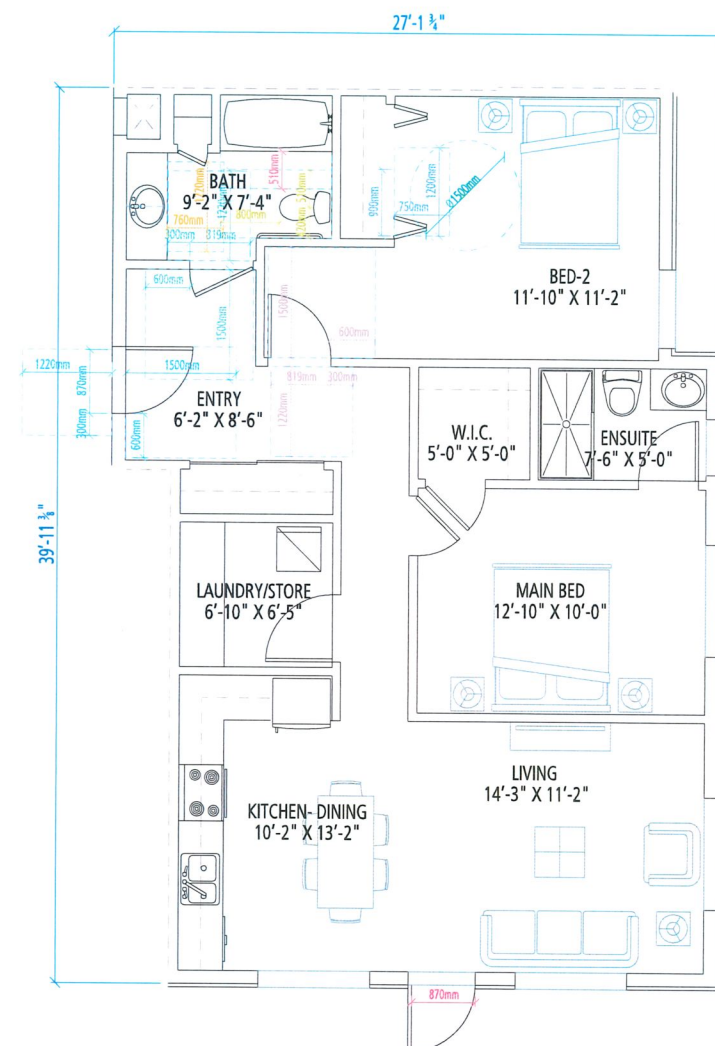 27'-1 ¾"
39'-11 ⅜"
BATH
9'-2" X 7'-4"
510mm
760mm
800mm
300mm
819mm
900mm
1200mm
750mm
Ø1500mm
BED-2
11'-10" X 11'-2"
600mm
1500mm
1500mm
600mm
1220mm
870mm
300mm
1500mm
819mm
300mm
1220mm
600mm
ENTRY
6'-2" X 8'-6"
W.I.C.
5'-0" X 5'-0"
ENSUITE
7'-6" X 5'-0"
LAUNDRY/STORE
6'-10" X 6'-5"
MAIN BED
12'-10" X 10'-0"
LIVING
14'-3" X 11'-2"
KITCHEN- DINING
10'-2" X 13'-2"
870mm